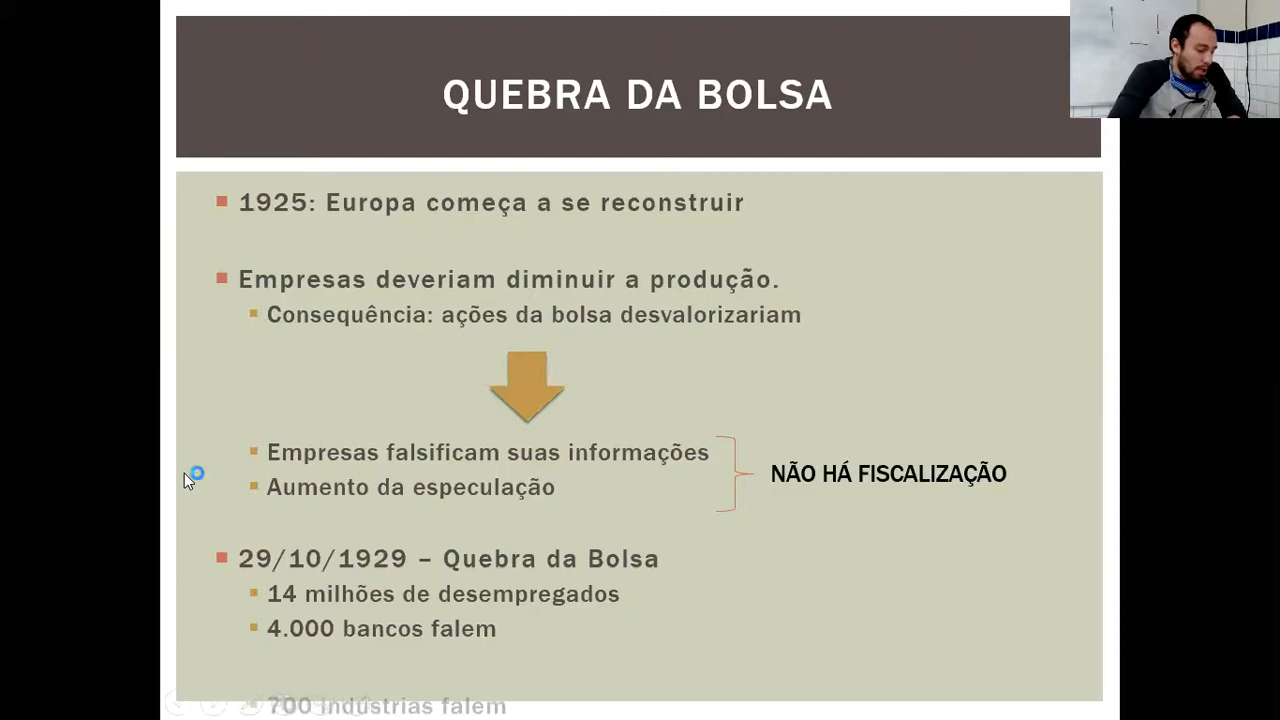 QUEBRA DA BOLSA
1925: Europa começa a se reconstruir
Empresas deveriam diminuir a produção.
Consequência: ações da bolsa desvalorizariam
Empresas falsificam suas informações
Aumento da especulação
NÃO HÁ FISCALIZAÇÃO
29/10/1929 – Quebra da Bolsa
14 milhões de desempregados
4.000 bancos falem
700 indústrias falem